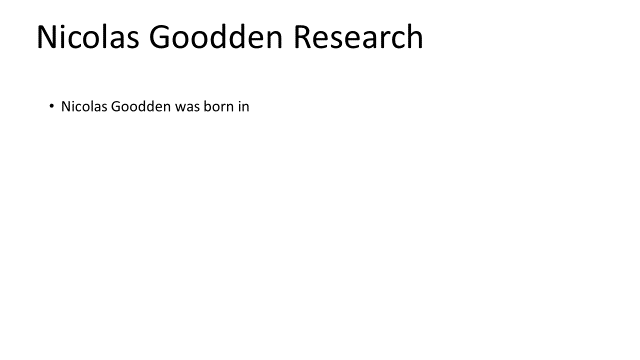 Nicolas Goodden Research
• Nicolas Goodden was born in